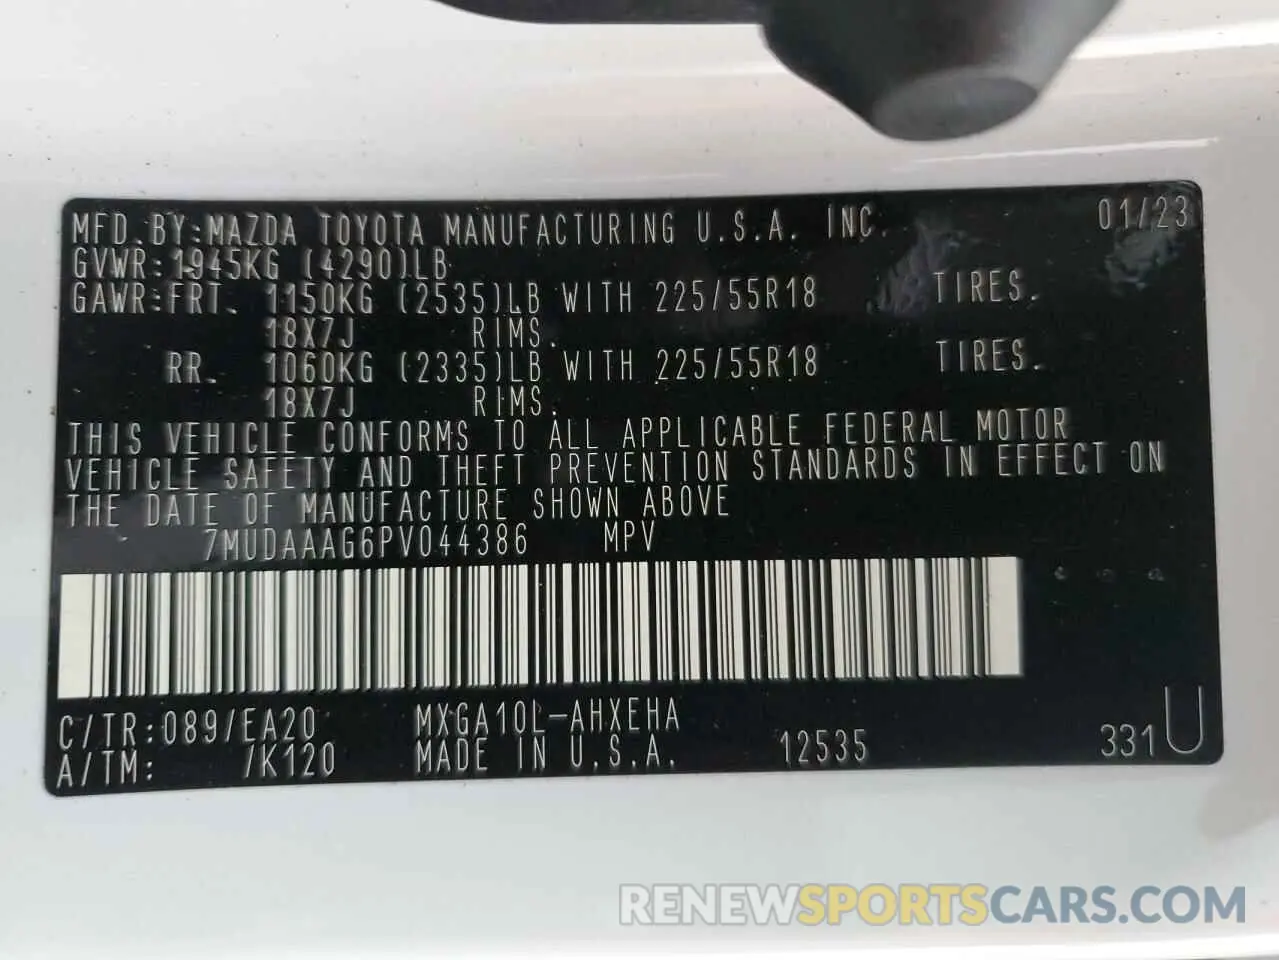 MFD. BY: MAZDA TOYOTA MANUFACTURING U.S.A. INC. 01/23
GVWR: 1945KG (4290)LB
GAWR: FRT. 1150KG (2535)LB WITH 225/55R18 TIRES.
18X7J RIMS.
RR. 1060KG (2335)LB WITH 225/55R18 TIRES.
18X7J RIMS.
THIS VEHICLE CONFORMS TO ALL APPLICABLE FEDERAL MOTOR
VEHICLE SAFETY AND THEFT PREVENTION STANDARDS IN EFFECT ON
THE DATE OF MANUFACTURE SHOWN ABOVE
7MUDAAAG6PV044386 MPV
C/TR: 089/EA20 MXGA10L-AHXEHA
A/TM: /K120 MADE IN U.S.A. 12535 331U
RENEWSPORTSCARS.COM